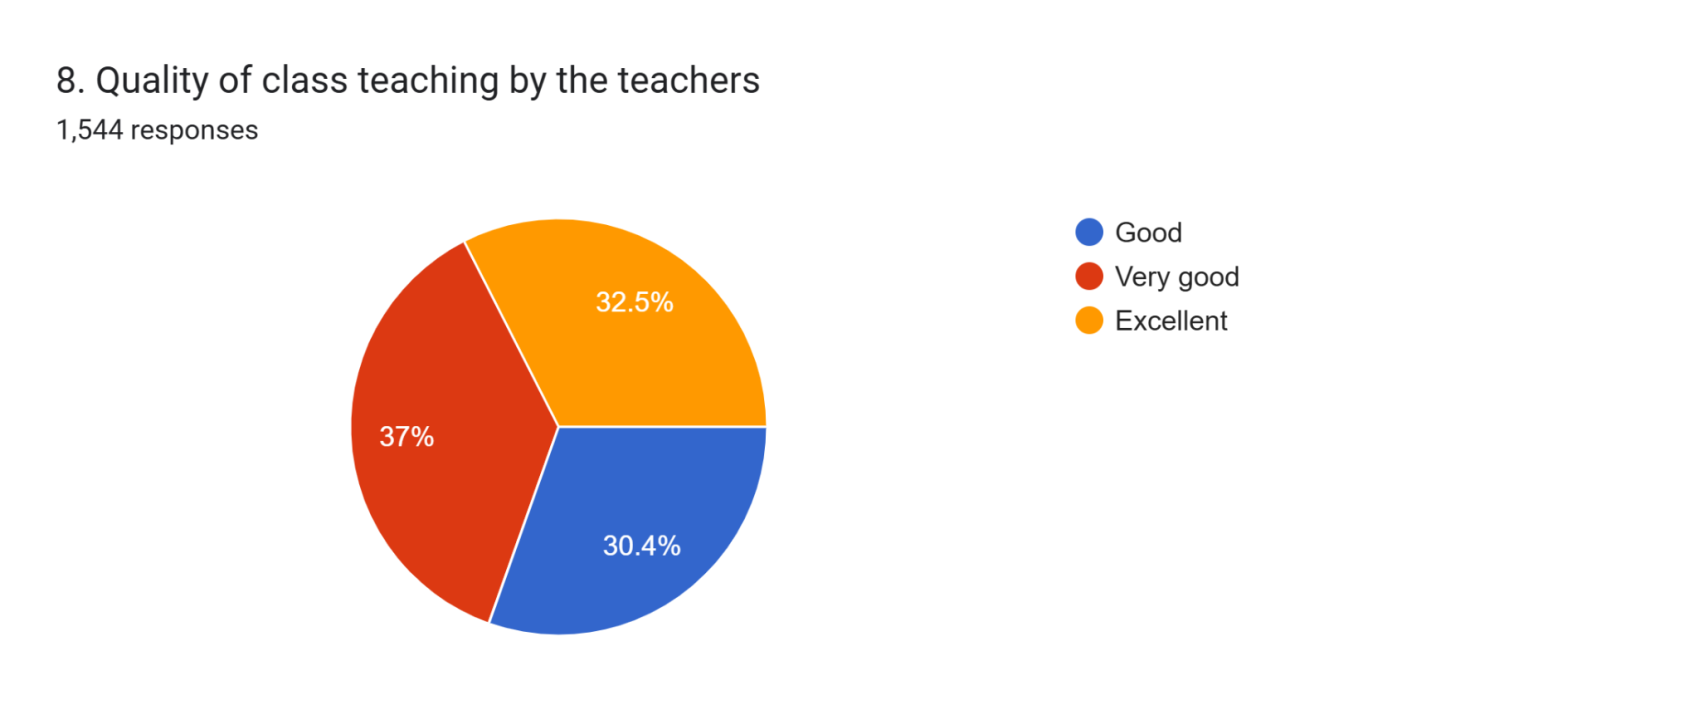 8. Quality of class teaching by the teachers
1,544 responses
32.5%
37%
30.4%
Good
Very good
Excellent